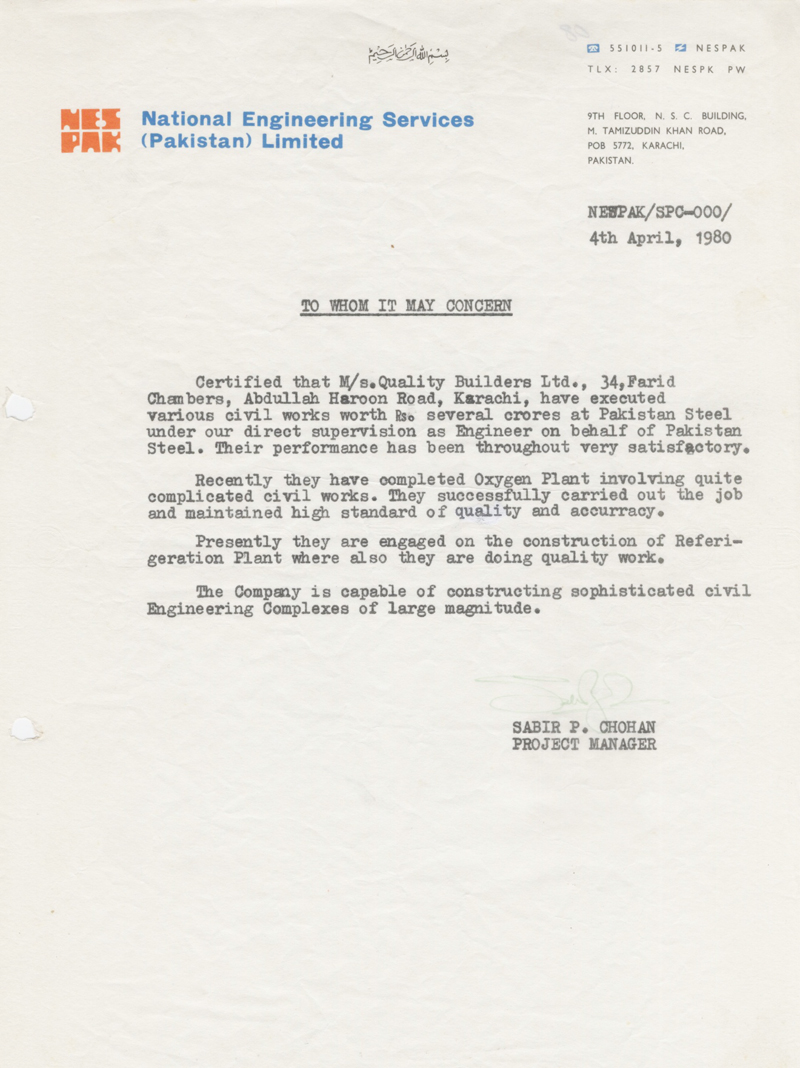 بسم الله الرحمن الرحيم
551011-5 NESPAK
TLX: 2857 NESPK PW
NES
PAK
National Engineering Services
(Pakistan) Limited
9TH FLOOR, N. S. C. BUILDING,
M. TAMIZUDDIN KHAN ROAD,
POB 5772, KARACHI,
PAKISTAN.
NESPAK/SPC-000/
4th April, 1980
TO WHOM IT MAY CONCERN
Certified that M/s.Quality Builders Ltd., 34,Farid
Chambers, Abdullah Haroon Road, Karachi, have executed
various civil works worth Rs. several crores at Pakistan Steel
under our direct supervision as Engineer on behalf of Pakistan
Steel. Their performance has been throughout very satisfactory.
Recently they have completed Oxygen Plant involving quite
complicated civil works. They successfully carried out the job
and maintained high standard of quality and accurracy.
Presently they are engaged on the construction of Referi-
geration Plant where also they are doing quality work.
The Company is capable of constructing sophisticated civil
Engineering Complexes of large magnitude.
SABIR P. CHOHAN
PROJECT MANAGER